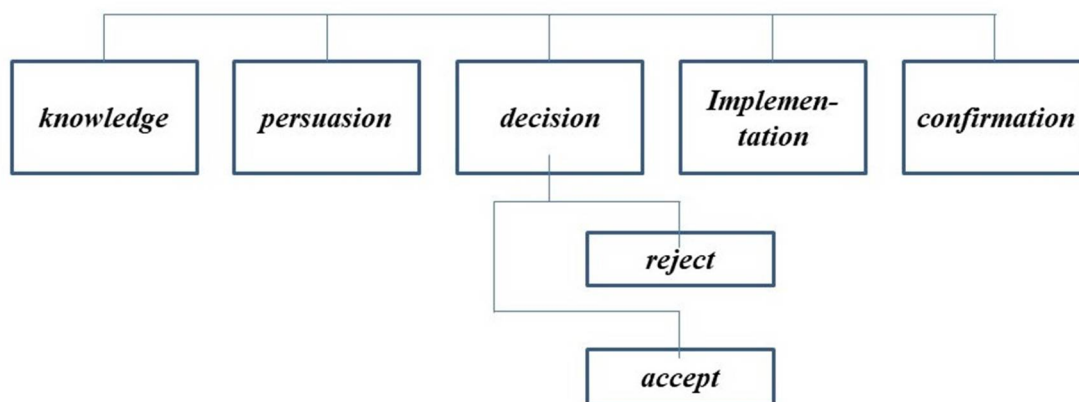 knowledge
persuasion
decision
Implemen-
tation
confirmation
reject
accept